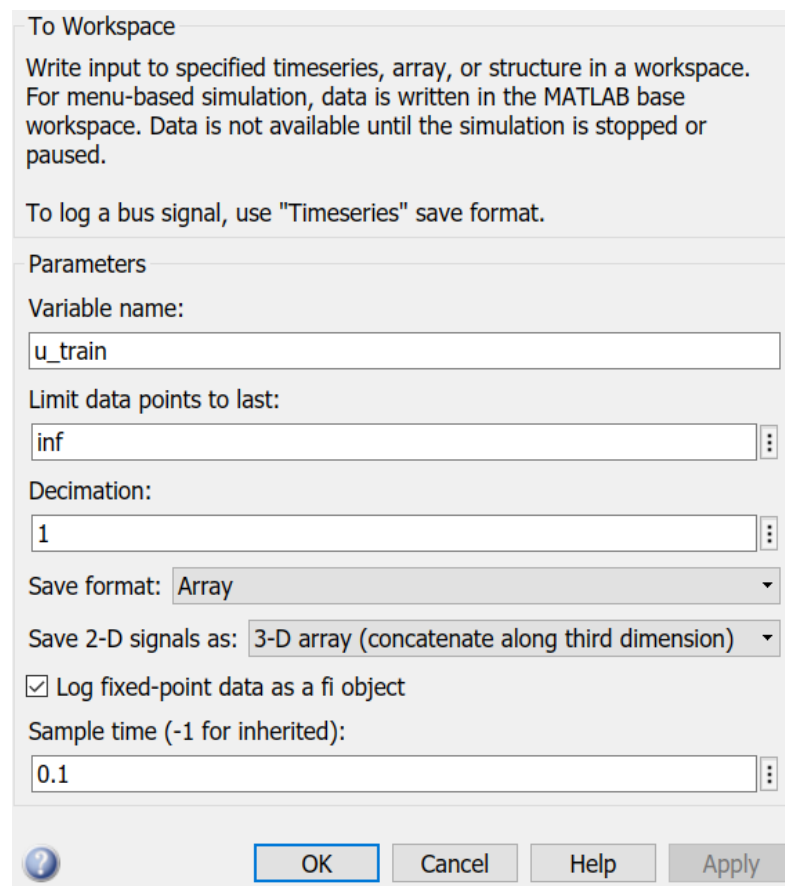 To Workspace
Write input to specified timeseries, array, or structure in a workspace.
For menu-based simulation, data is written in the MATLAB base
workspace. Data is not available until the simulation is stopped or
paused.
To log a bus signal, use "Timeseries" save format.
Parameters
Variable name:
u_train
Limit data points to last:
inf
Decimation:
1
Save format: Array
Save 2-D signals as: 3-D array (concatenate along third dimension)
Log fixed-point data as a fi object
Sample time (-1 for inherited):
0.1
? OK Cancel Help Apply